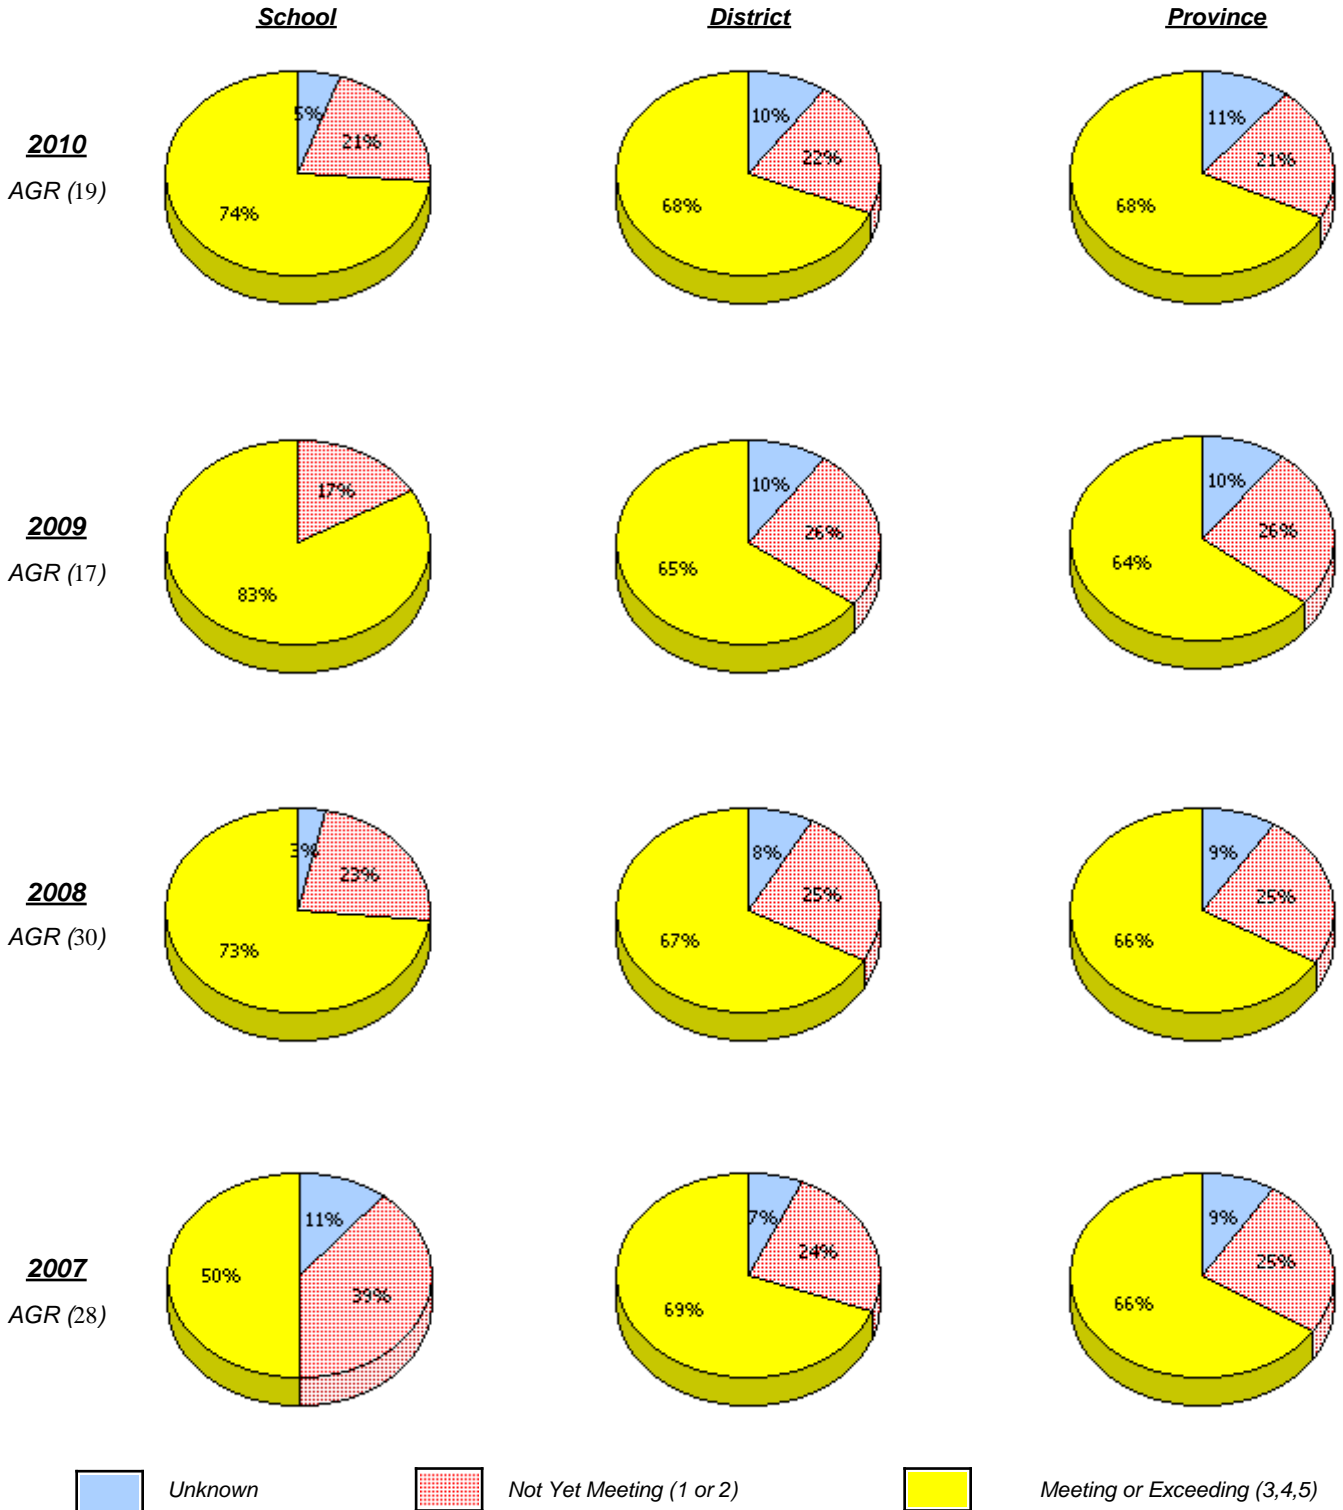 School District Province
5% 10% 11%
2010 21% 22% 21%
AGR (19)
74% 68% 68%
17% 10% 10%
2009 26% 26%
AGR (17) 65% 64%
83%
3% 8% 9%
2008 23% 25% 25%
AGR (30)
73% 67% 66%
11% 7% 9%
2007 50% 39% 24% 25%
AGR (28) 69% 66%
Unknown Not Yet Meeting (1 or 2) Meeting or Exceeding (3,4,5)